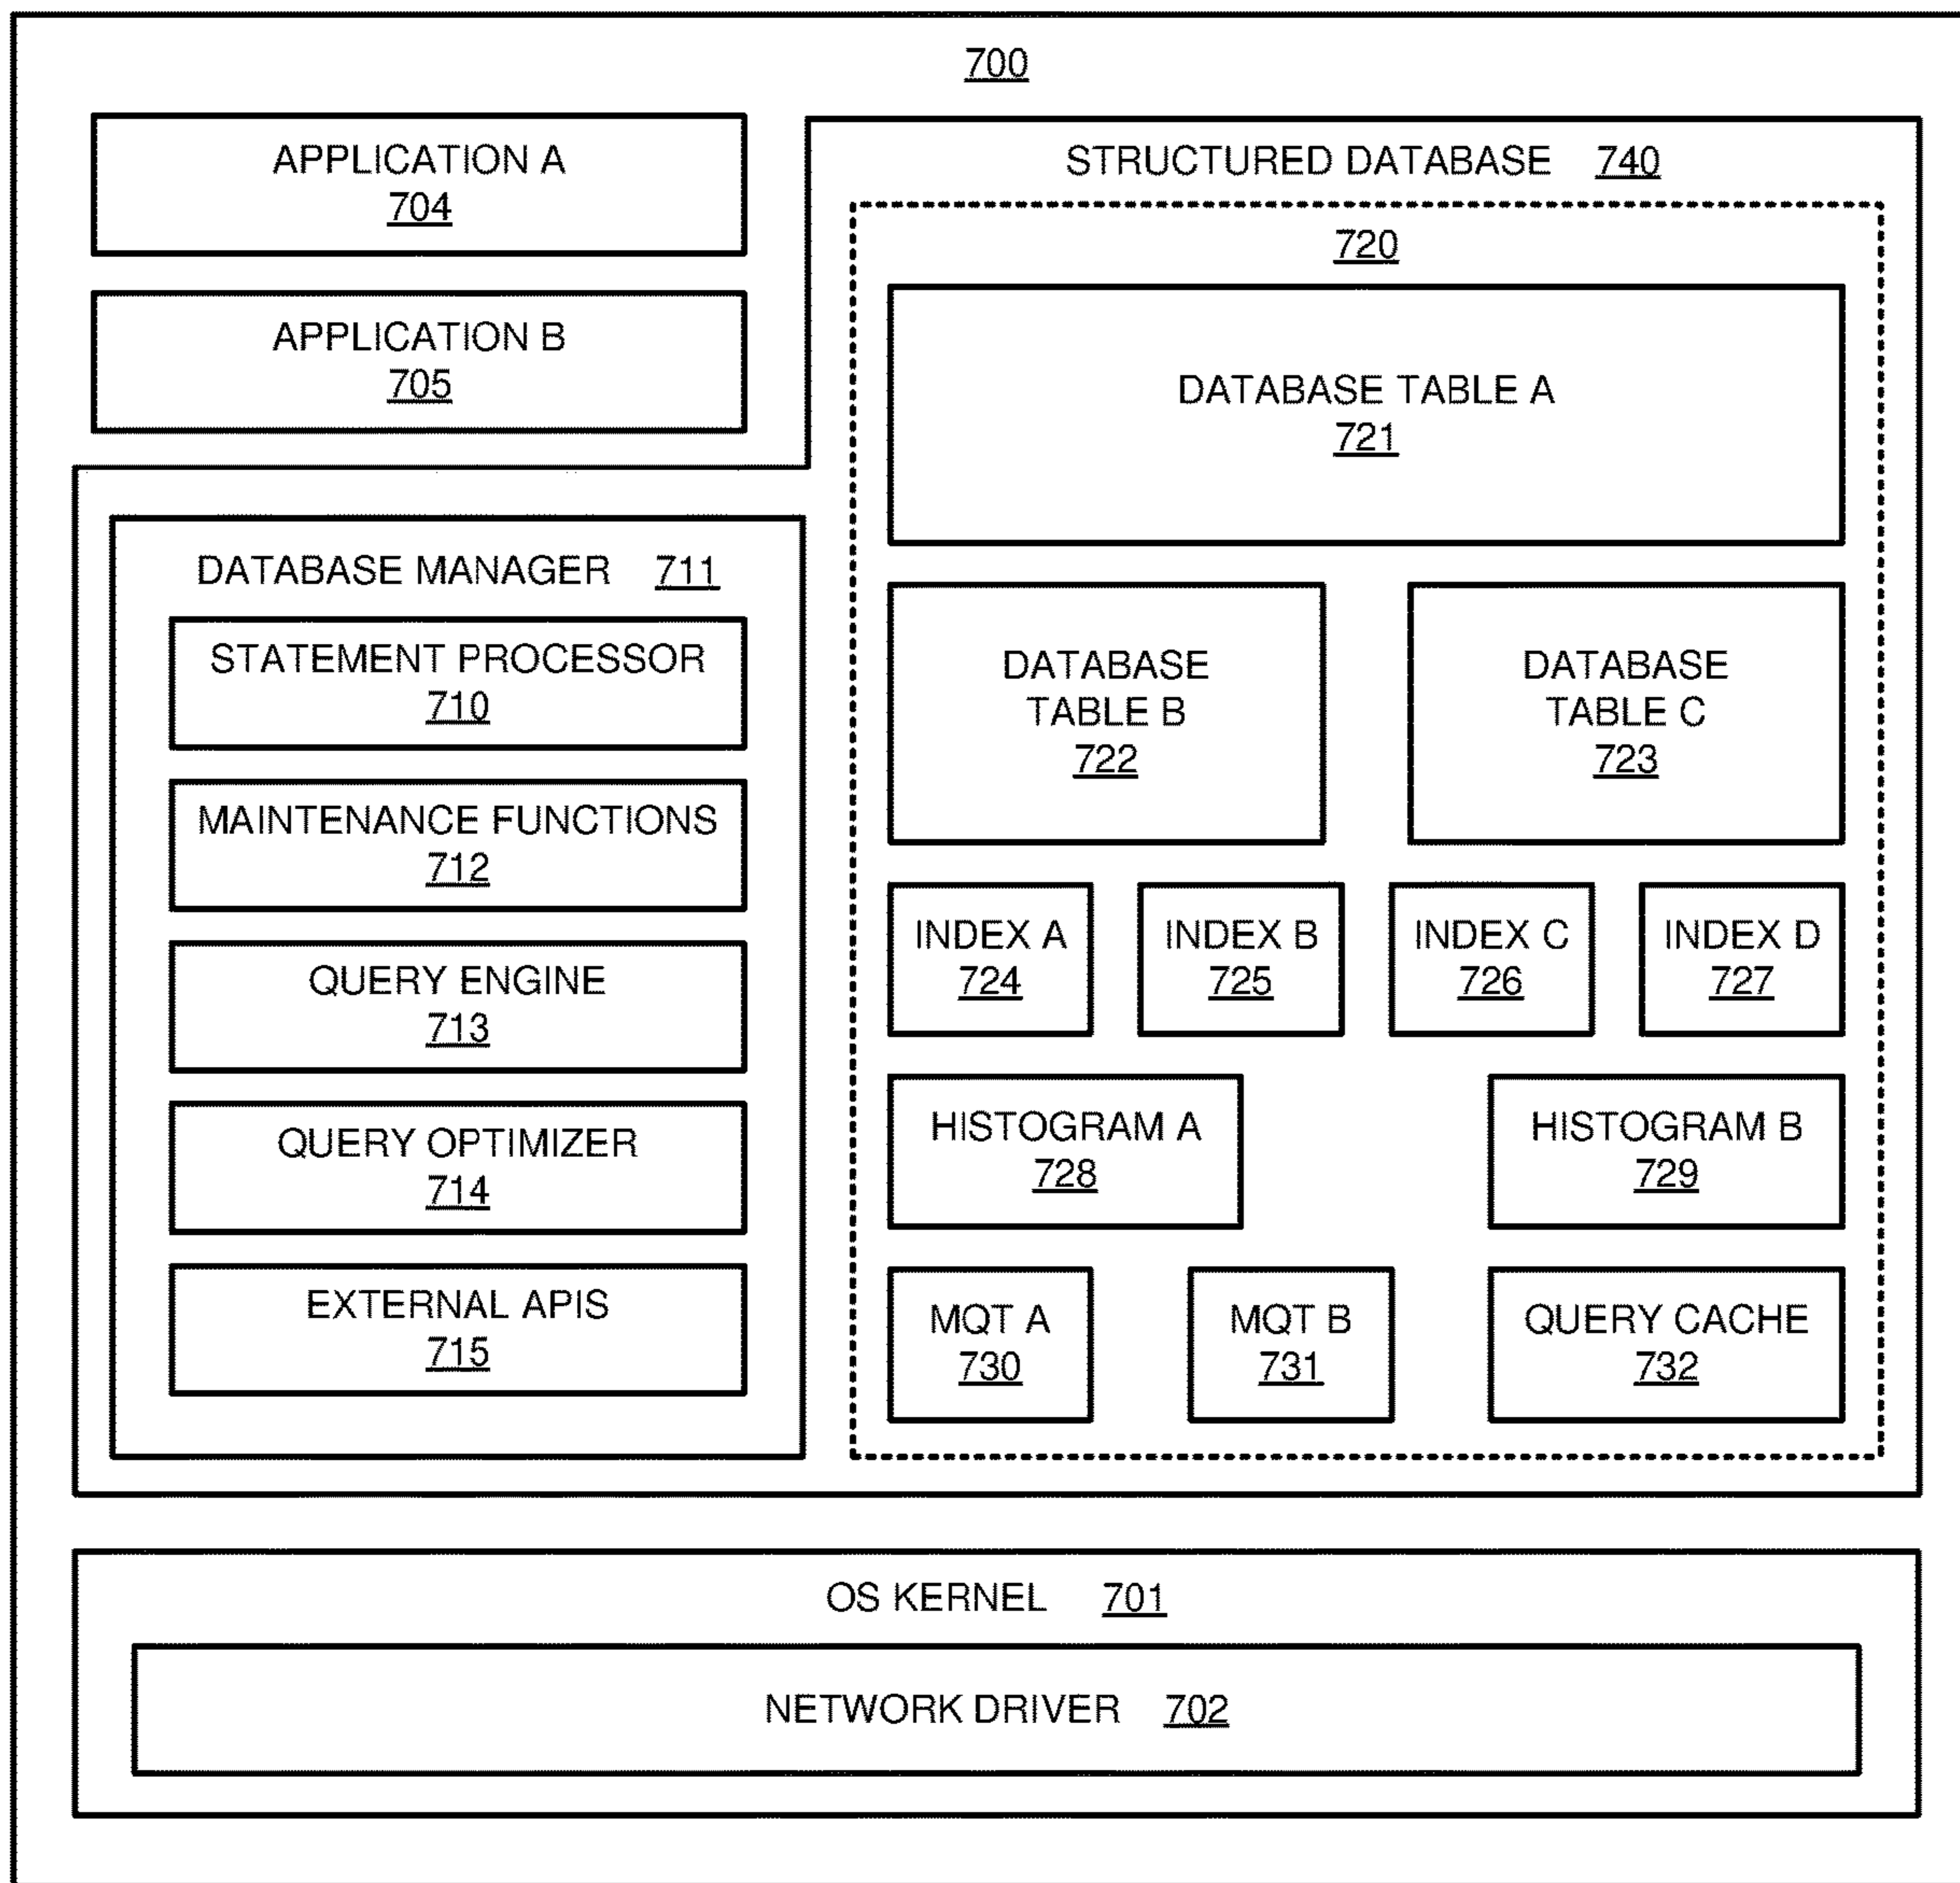 700
APPLICATION A
704
APPLICATION B
705
STRUCTURED DATABASE 740
720
DATABASE TABLE A
721
DATABASE
TABLE B
722
DATABASE
TABLE C
723
INDEX A
724
INDEX B
725
INDEX C
726
INDEX D
727
HISTOGRAM A
728
HISTOGRAM B
729
MQT A
730
MQT B
731
QUERY CACHE
732
DATABASE MANAGER 711
STATEMENT PROCESSOR
710
MAINTENANCE FUNCTIONS
712
QUERY ENGINE
713
QUERY OPTIMIZER
714
EXTERNAL APIS
715
OS KERNEL 701
NETWORK DRIVER 702